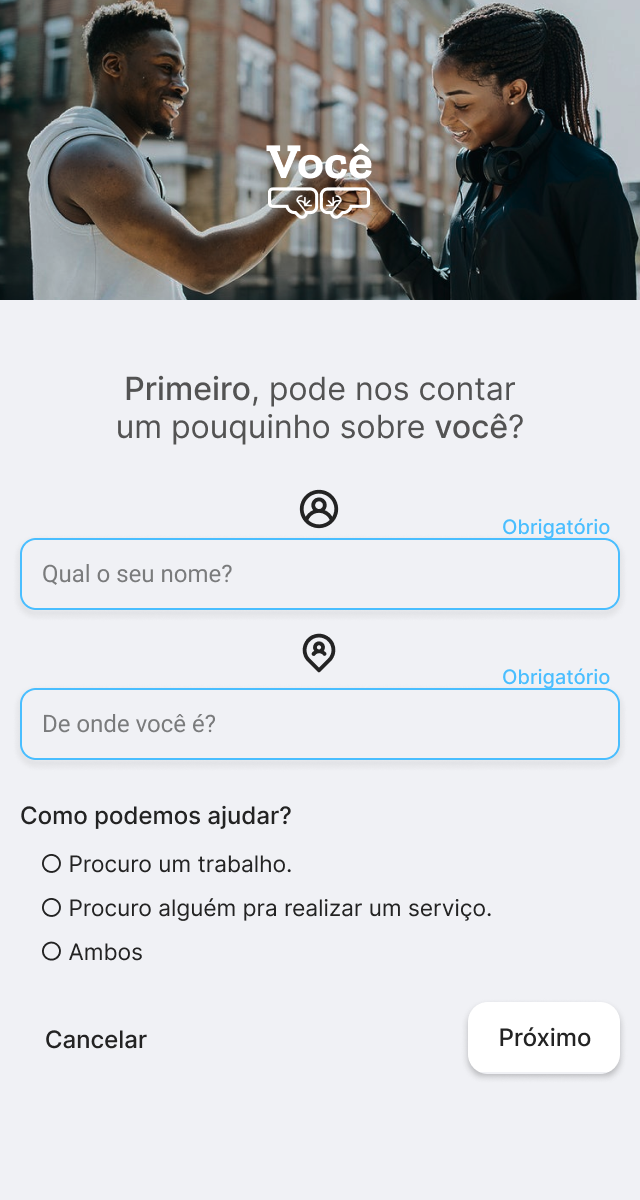 Você
Primeiro, pode nos contar
um pouquinho sobre você?
Obrigatório
Qual o seu nome?
Obrigatório
De onde você é?
Como podemos ajudar?
Procuro um trabalho.
Procuro alguém pra realizar um serviço.
Ambos
Cancelar
Próximo